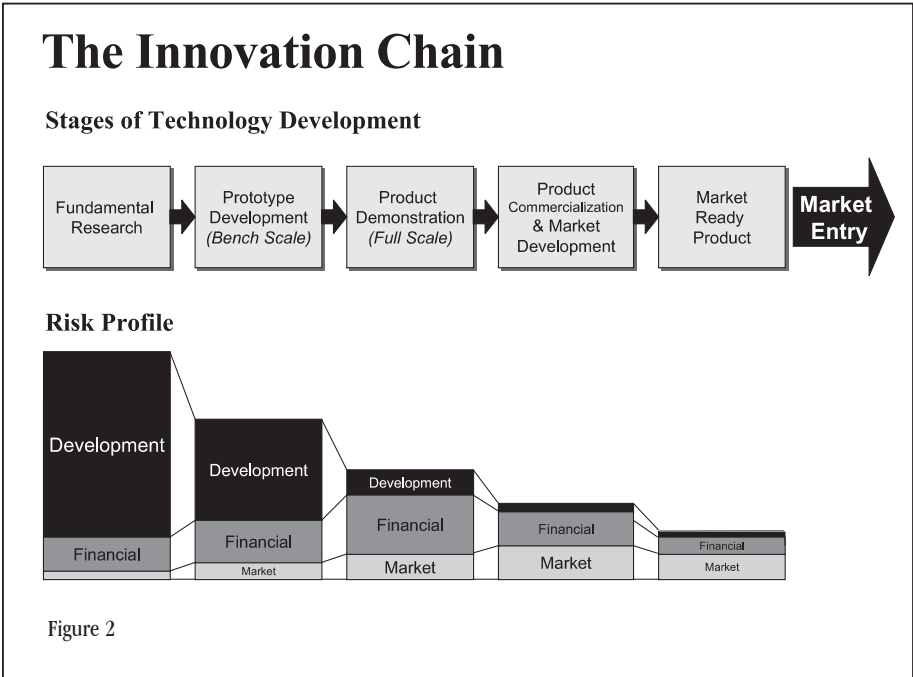 The Innovation Chain
Stages of Technology Development
Fundamental
Research
Prototype
Development
(Bench Scale)
Product
Demonstration
(Full Scale)
Product
Commercialization
& Market
Development
Market
Ready
Product
Market
Entry
Risk Profile
Development
Financial
Development
Financial
Market
Development
Financial
Market
Financial
Market
Financial
Market
Figure 2